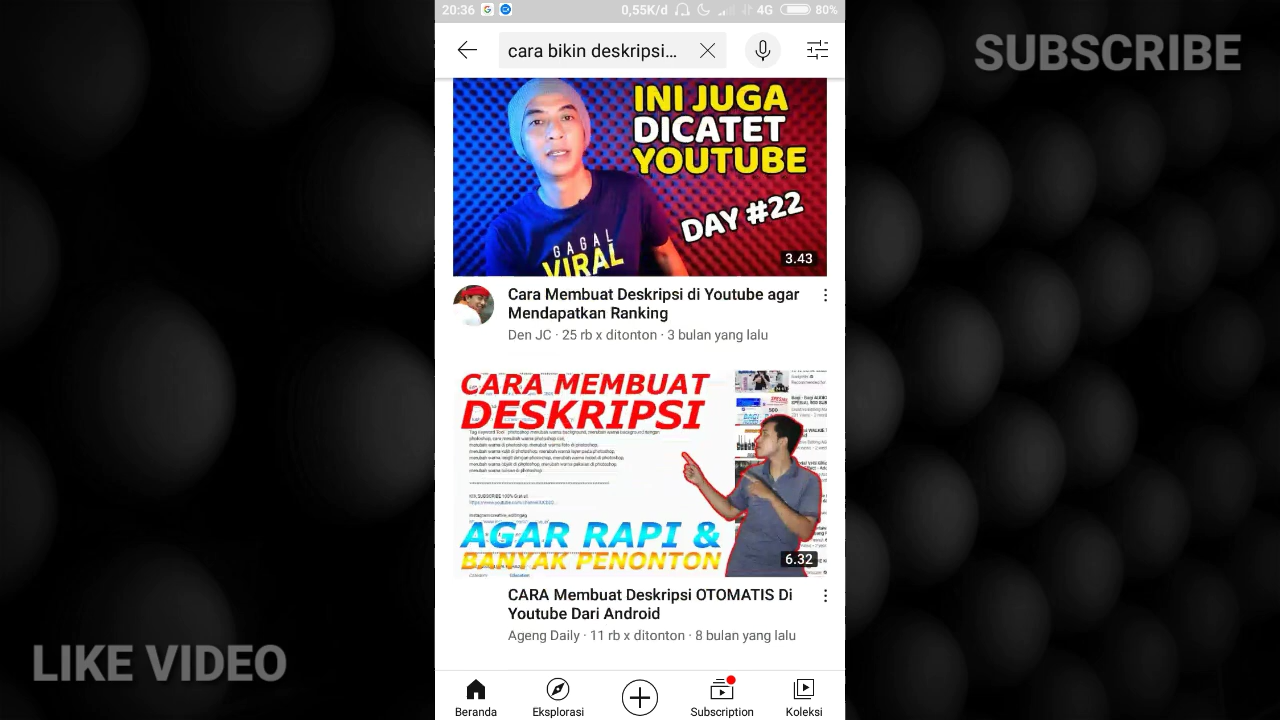 20:36
0,55K/d
4G
80%
cara bikin deskripsi...
SUBSCRIBE
INI JUGA
DICATET
YOUTUBE
DAY #22
GAGAL
VIRAL
3.43
Cara Membuat Deskripsi di Youtube agar
Mendapatkan Ranking
Den JC · 25 rb x ditonton · 3 bulan yang lalu
CARA MEMBUAT
DESKRIPSI
AGAR RAPI &
BANYAK PENONTON
6.32
CARA Membuat Deskripsi OTOMATIS Di
Youtube Dari Android
Ageng Daily · 11 rb x ditonton · 8 bulan yang lalu
LIKE VIDEO
Beranda
Eksplorasi
Subscription
Koleksi